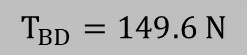 T_BD = 149.6 N